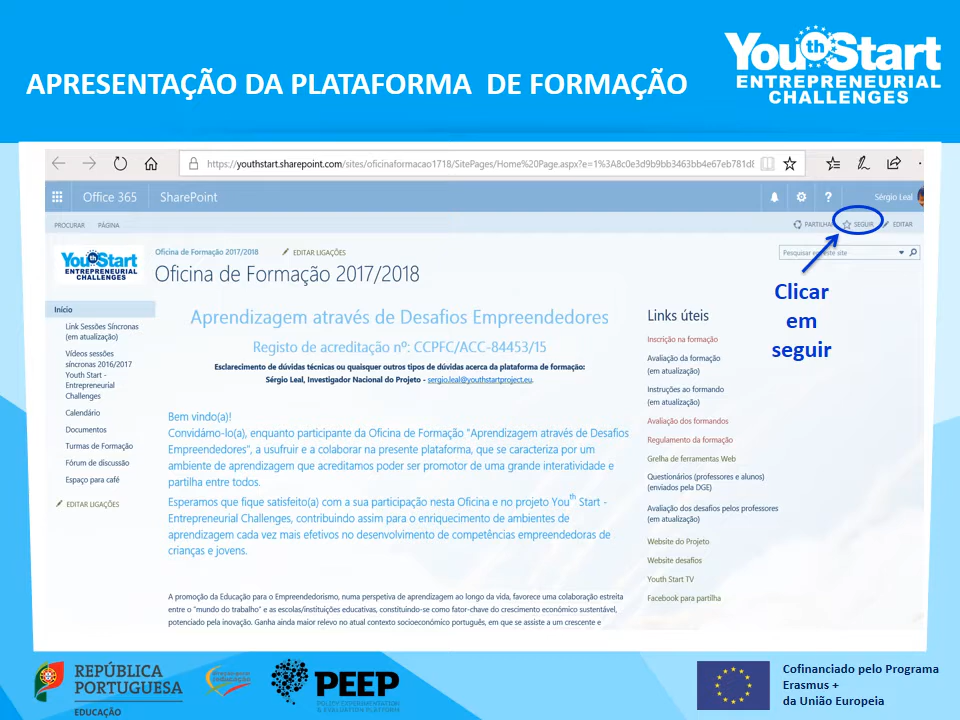 APRESENTAÇÃO DA PLATAFORMA DE FORMAÇÃO
YouthStart
ENTREPRENEURIAL
CHALLENGES
https://youthstart.sharepoint.com/sites/oficinaformacao1718/SitePages/Home%20Page.aspx?e=1%3A8c0e3d9b9bb3463bb4e67eb781d8
Office 365
SharePoint
?
Sérgio Leal
PROCURAR
PÁGINA
PARTILHAR
SEGUIR
EDITAR
YouthStart
ENTREPRENEURIAL
CHALLENGES
Oficina de Formação 2017/2018
EDITAR LIGAÇÕES
Oficina de Formação 2017/2018
Pesquisar neste site
Clicar
em
seguir
Início
Link Sessões Síncronas
(em atualização)
Vídeos sessões
síncronas 2016/2017
Youth Start -
Entrepreneurial
Challenges
Calendário
Documentos
Turmas de Formação
Fórum de discussão
Espaço para café
EDITAR LIGAÇÕES
Aprendizagem através de Desafios Empreendedores
Registo de acreditação nº: CCPFC/ACC-84453/15
Esclarecimento de dúvidas técnicas ou quaisquer outros tipos de dúvidas acerca da plataforma de formação:
Sérgio Leal, Investigador Nacional do Projeto - sergio.leal@youthstartproject.eu.
Bem vindo(a)!
Convidámo-lo(a), enquanto participante da Oficina de Formação "Aprendizagem através de Desafios
Empreendedores", a usufruir e a colaborar na presente plataforma, que se caracteriza por um
ambiente de aprendizagem que acreditamos poder ser promotor de uma grande interatividade e
partilha entre todos.
Esperamos que fique satisfeito(a) com a sua participação nesta Oficina e no projeto Youth Start -
Entrepreneurial Challenges, contribuindo assim para o enriquecimento de ambientes de
aprendizagem cada vez mais efetivos no desenvolvimento de competências empreendedoras de
crianças e jovens.
A promoção da Educação para o Empreendedorismo, numa perspetiva de aprendizagem ao longo da vida, favorece uma colaboração estreita
entre o "mundo do trabalho" e as escolas/instituições educativas, constituindo-se como fator-chave do crescimento económico sustentável,
potenciado pela inovação. Ganha ainda maior relevo no atual contexto socioeconómico português, em que se assiste a um crescente e
Links úteis
Inscrição na formação
Avaliação da formação
(em atualização)
Instruções ao formando
(em atualização)
Avaliação dos formandos
Regulamento da formação
Grelha de ferramentas Web
Questionários (professores e alunos)
(enviados pela DGE)
Avaliação dos desafios pelos professores
(em atualização)
Website do Projeto
Website desafios
Youth Start TV
Facebook para partilha
REPÚBLICA
PORTUGUESA
EDUCAÇÃO
PEEP
POLICY EXPERIMENTATION
& EVALUATION PLATFORM
Cofinanciado pelo Programa
Erasmus +
da União Europeia